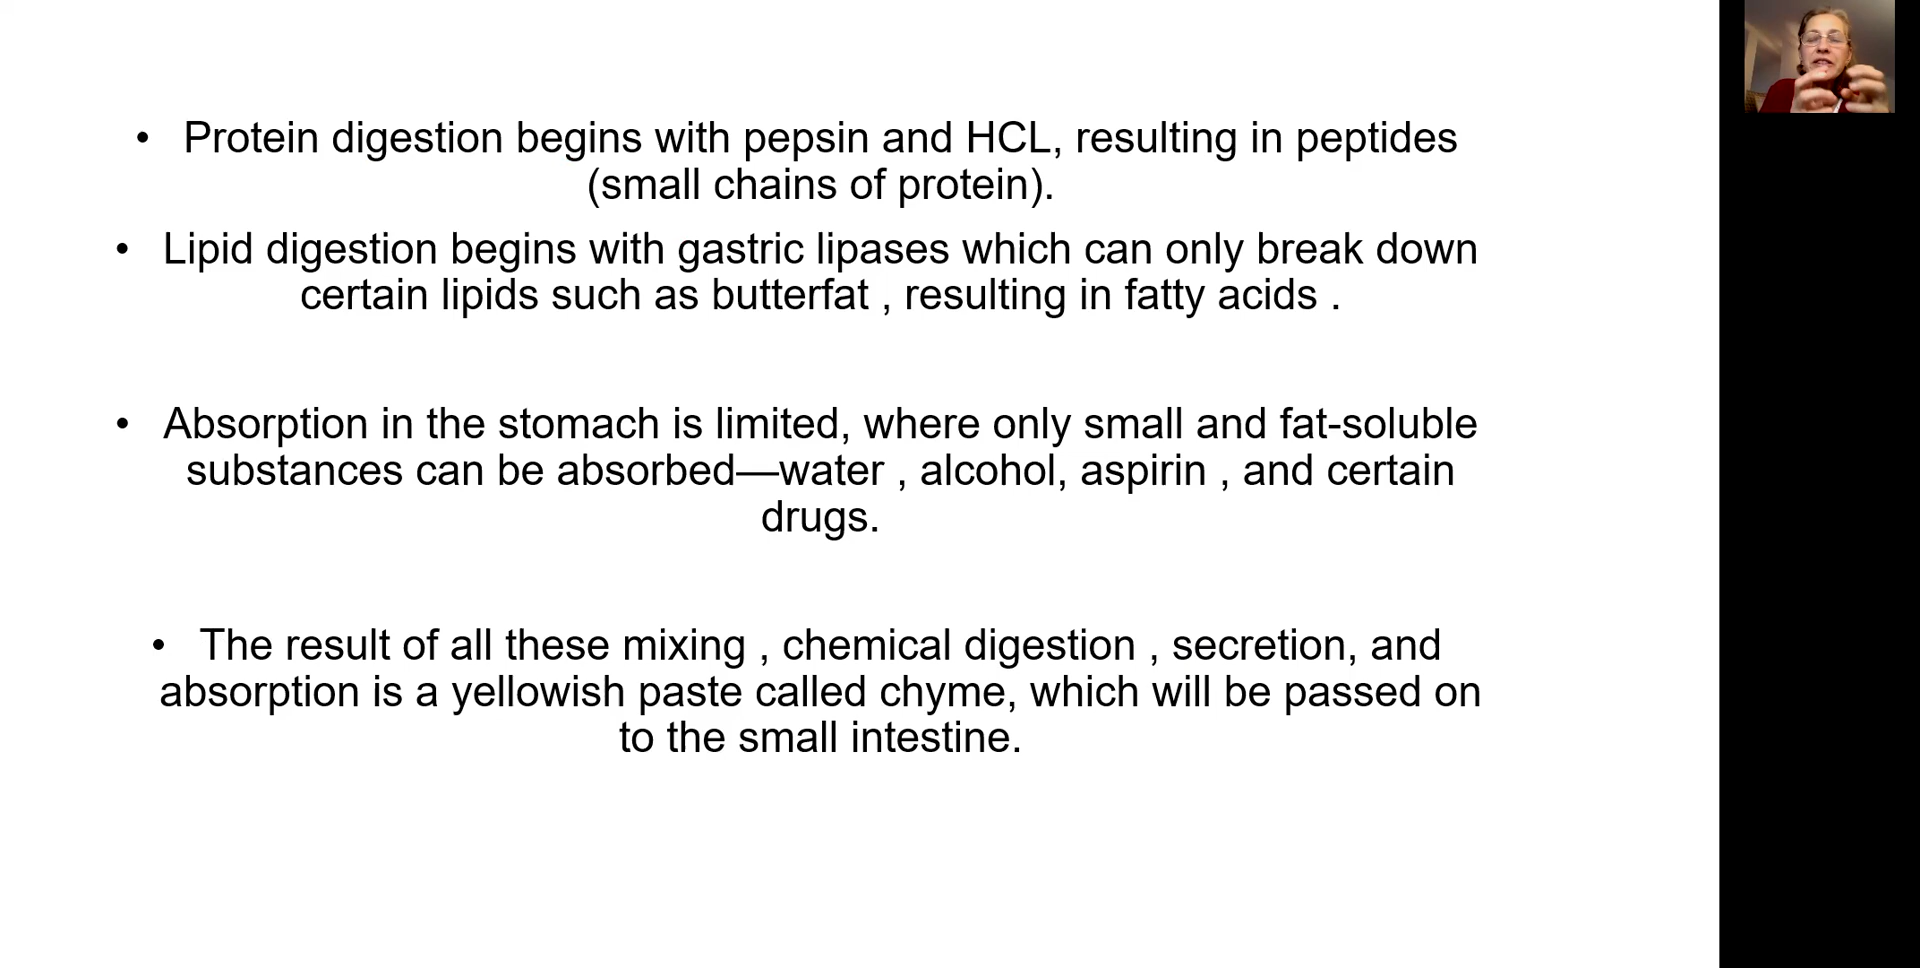 • Protein digestion begins with pepsin and HCL, resulting in peptides
(small chains of protein).
• Lipid digestion begins with gastric lipases which can only break down
certain lipids such as butterfat , resulting in fatty acids .
• Absorption in the stomach is limited, where only small and fat-soluble
substances can be absorbed—water , alcohol, aspirin , and certain
drugs.
• The result of all these mixing , chemical digestion , secretion, and
absorption is a yellowish paste called chyme, which will be passed on
to the small intestine.